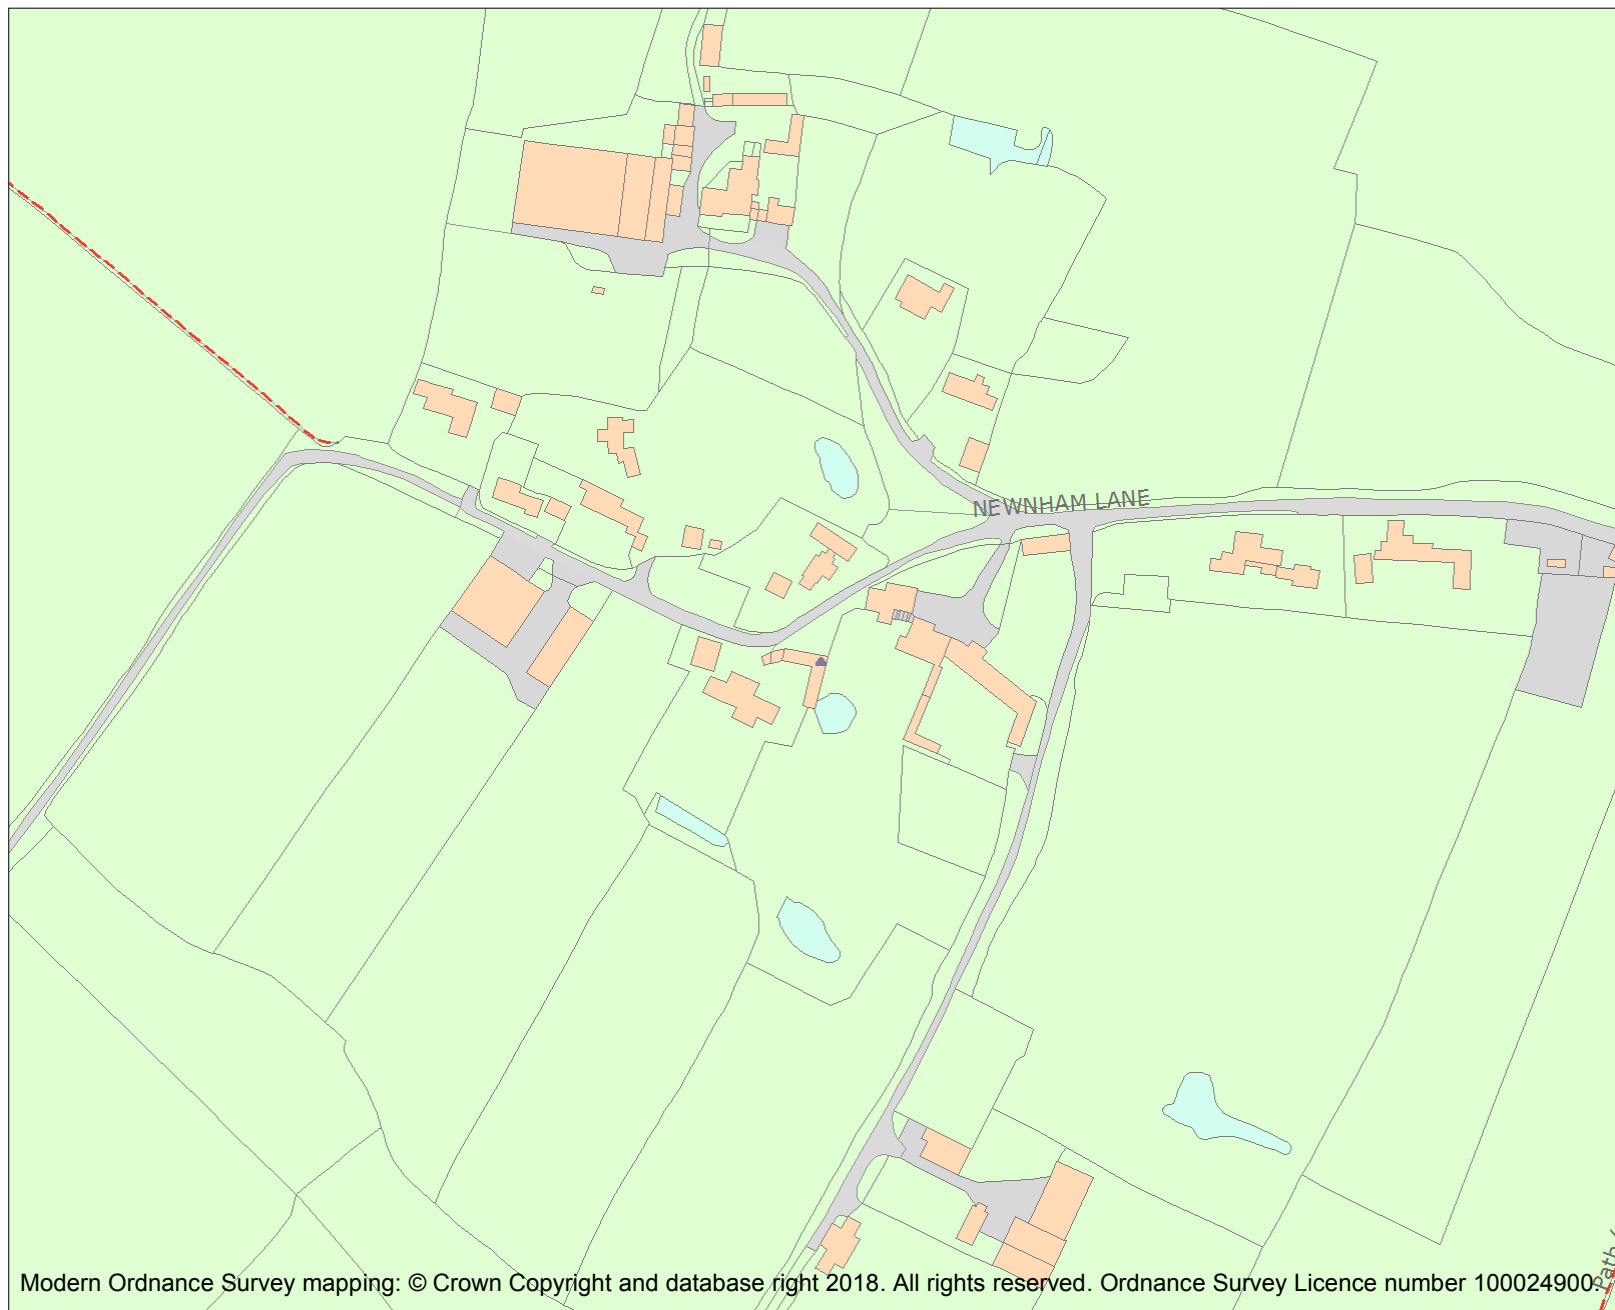 NEWNHAM LANE
Path
Modern Ordnance Survey mapping: © Crown Copyright and database right 2018. All rights reserved. Ordnance Survey Licence number 100024900.